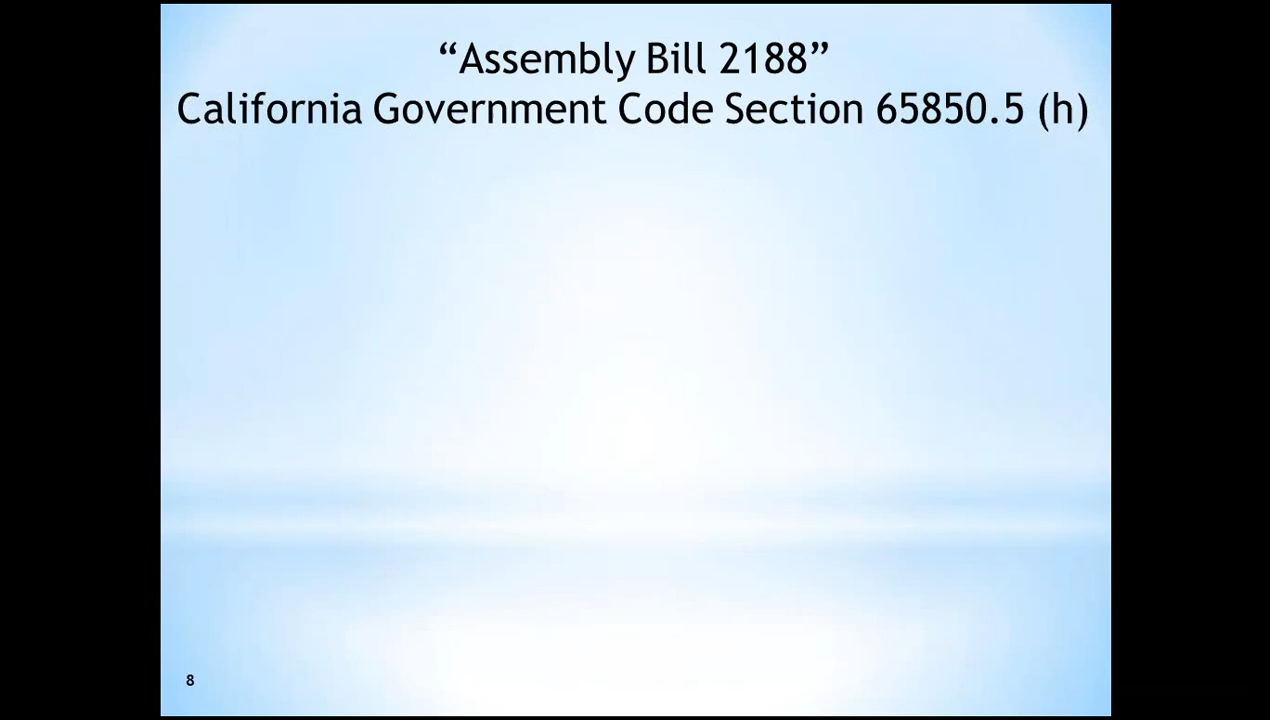 “Assembly Bill 2188”
California Government Code Section 65850.5 (h)
8